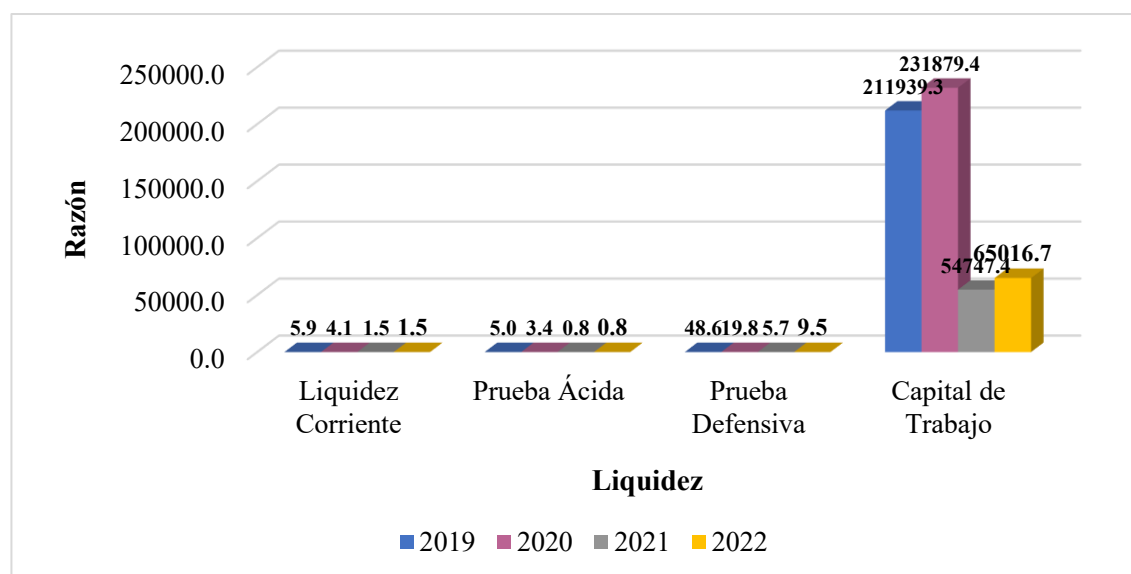 Razón
250000.0
200000.0
150000.0
100000.0
50000.0
0.0
5.9 4.1 1.5 1.5
5.0 3.4 0.8 0.8
48.6 19.8 5.7 9.5
211939.3 231879.4 54747.4 65016.7
Liquidez
Corriente
Prueba Ácida
Prueba
Defensiva
Capital de
Trabajo
Liquidez
2019 2020 2021 2022